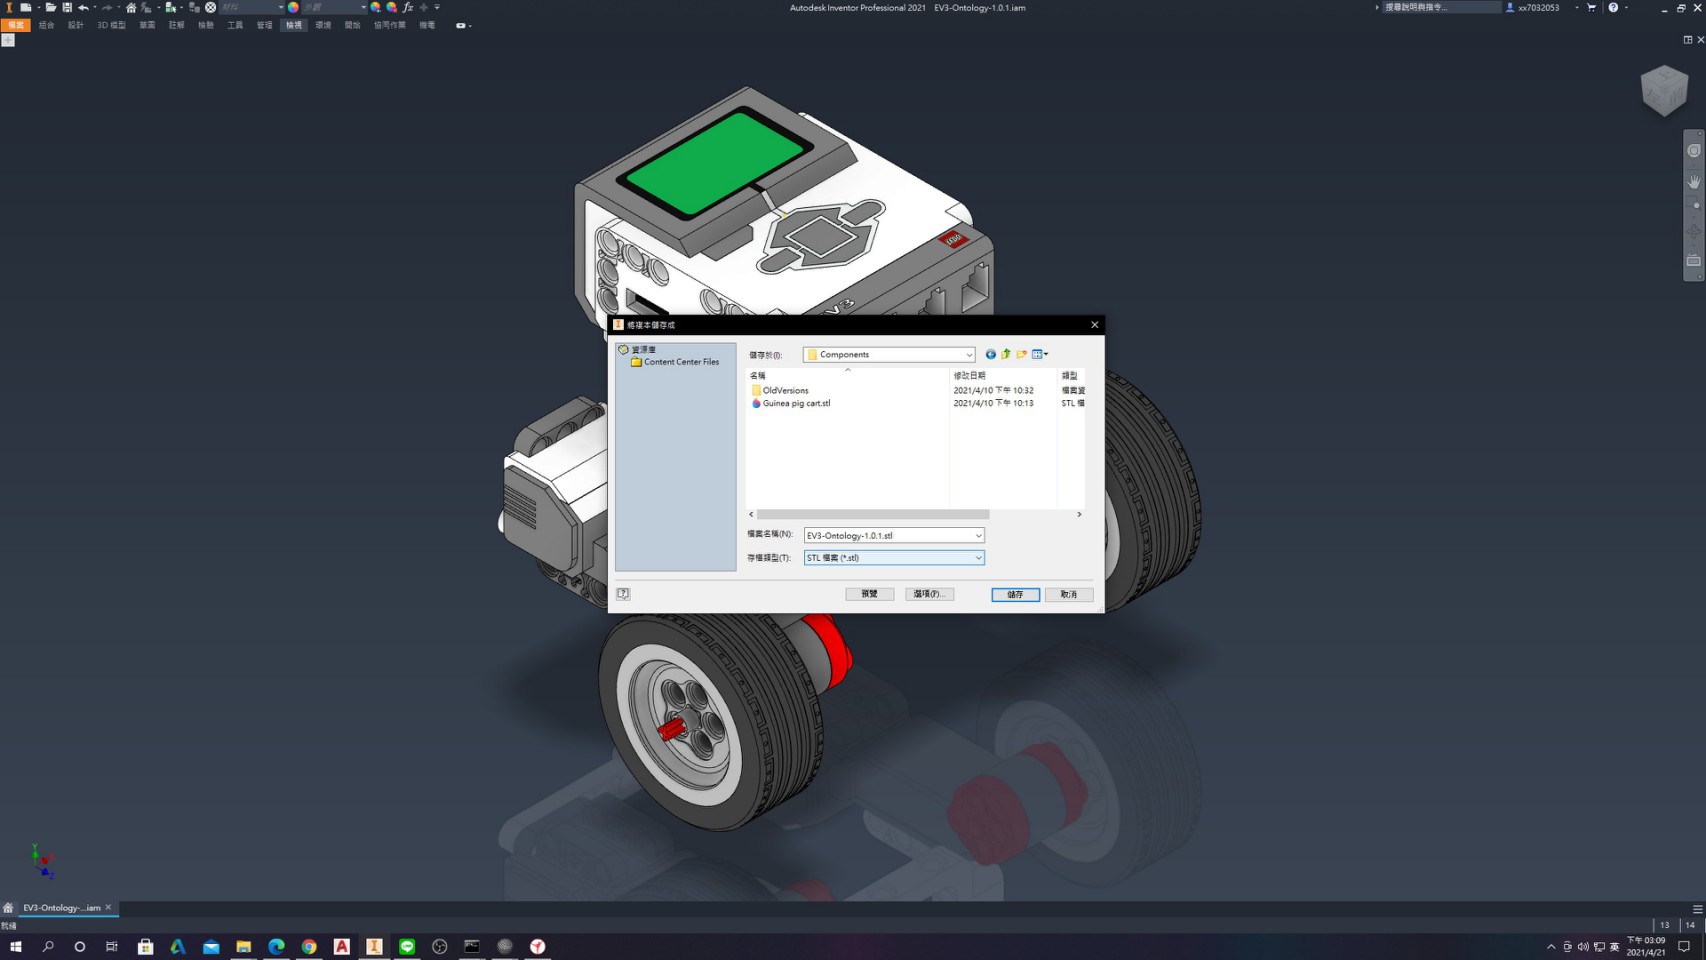 材料
外觀
Autodesk Inventor Professional 2021 EV3-Ontology-1.0.1.iam
搜尋說明與指令...
xx7032053
檔案 組合 設計 3D 模型 草圖 註解 檢驗 工具 管理 檢視 環境 開始 協同作業 機電
EV3
LEGO
將複本儲存成
資源庫
Content Center Files
儲存於(I):
Components
名稱 修改日期 類型
OldVersions 2021/4/10 下午 10:32 檔案資
Guinea pig cart.stl 2021/4/10 下午 10:13 STL 檔
檔案名稱(N):
EV3-Ontology-1.0.1.stl
存檔類型(T):
STL 檔案 (*.stl)
預覽 選項(P)... 儲存 取消
Y
Z
EV3-Ontology-...iam
就緒
13 14
英
下午 03:09
2021/4/21